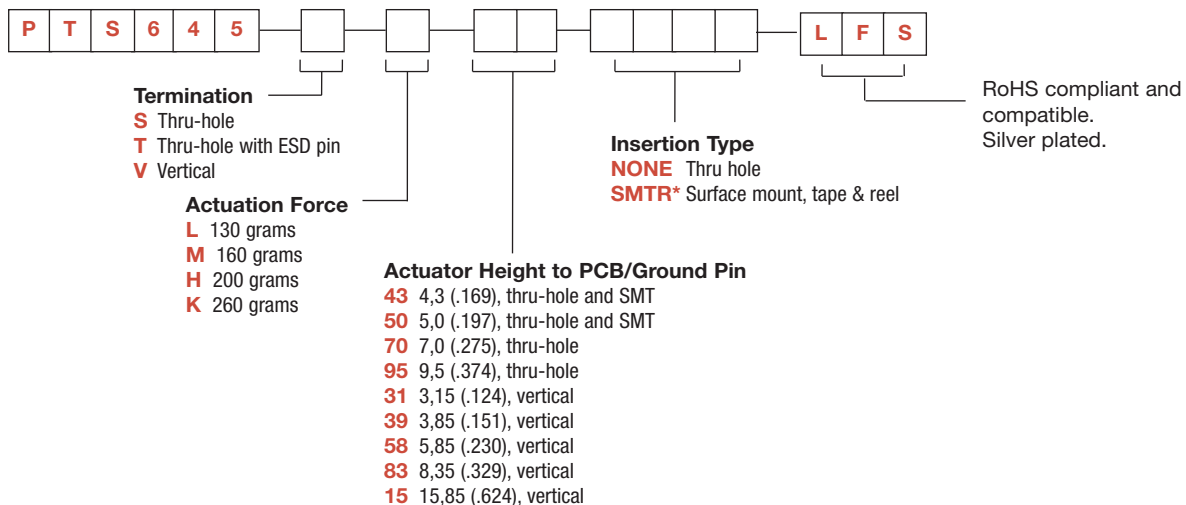 P T S 6 4 5 L F S
Termination
S Thru-hole
T Thru-hole with ESD pin
V Vertical
Actuation Force
L 130 grams
M 160 grams
H 200 grams
K 260 grams
Actuator Height to PCB/Ground Pin
43 4,3 (.169), thru-hole and SMT
50 5,0 (.197), thru-hole and SMT
70 7,0 (.275), thru-hole
95 9,5 (.374), thru-hole
31 3,15 (.124), vertical
39 3,85 (.151), vertical
58 5,85 (.230), vertical
83 8,35 (.329), vertical
15 15,85 (.624), vertical
Insertion Type
NONE Thru hole
SMTR* Surface mount, tape & reel
RoHS compliant and
compatible.
Silver plated.